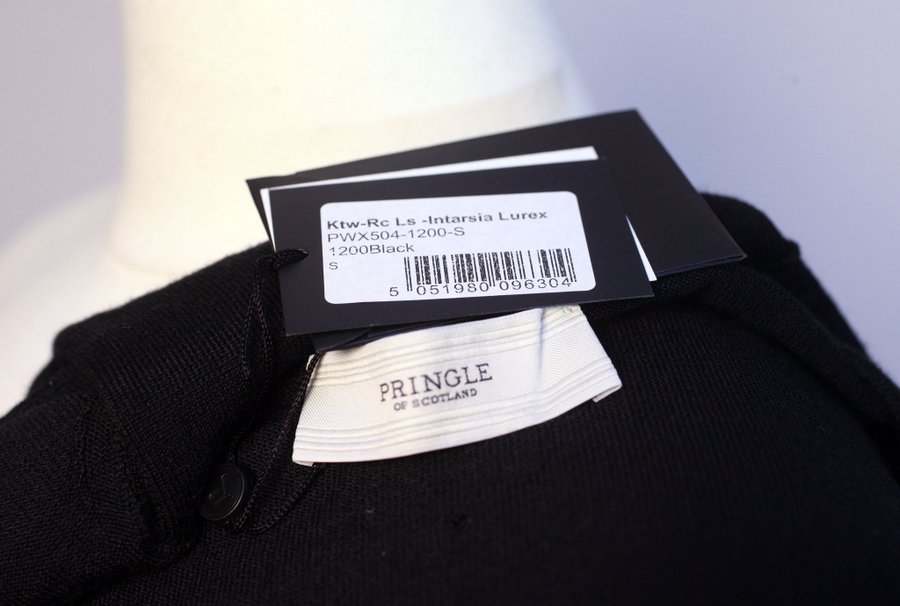 Ktw-Rc Ls -Intarsia Lurex
PWX504-1200-S
1200Black
S
5 051980 096304
PRINGLE
OF SCOTLAND